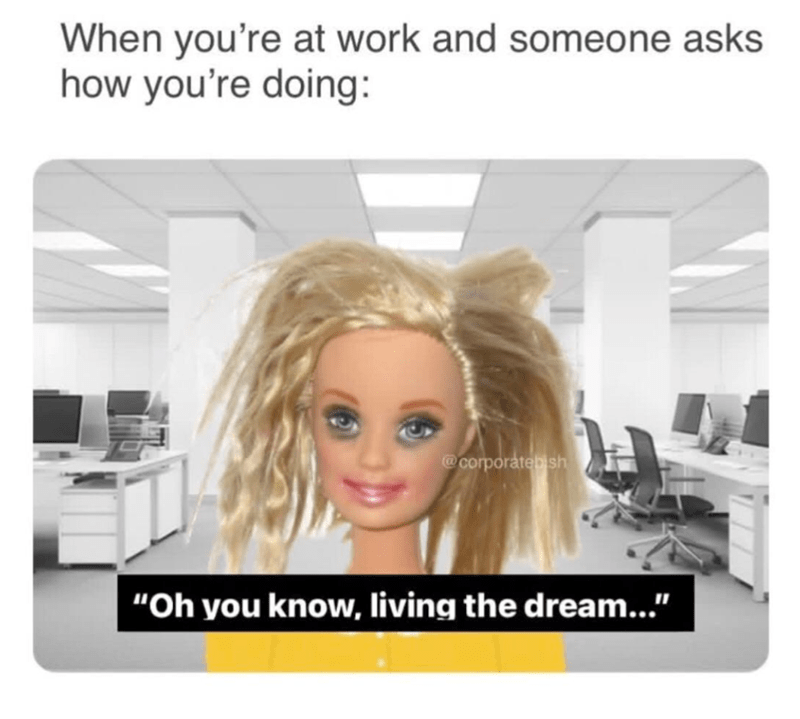 When you're at work and someone asks
how you're doing:
@corporatebish
"Oh you know, living the dream..."